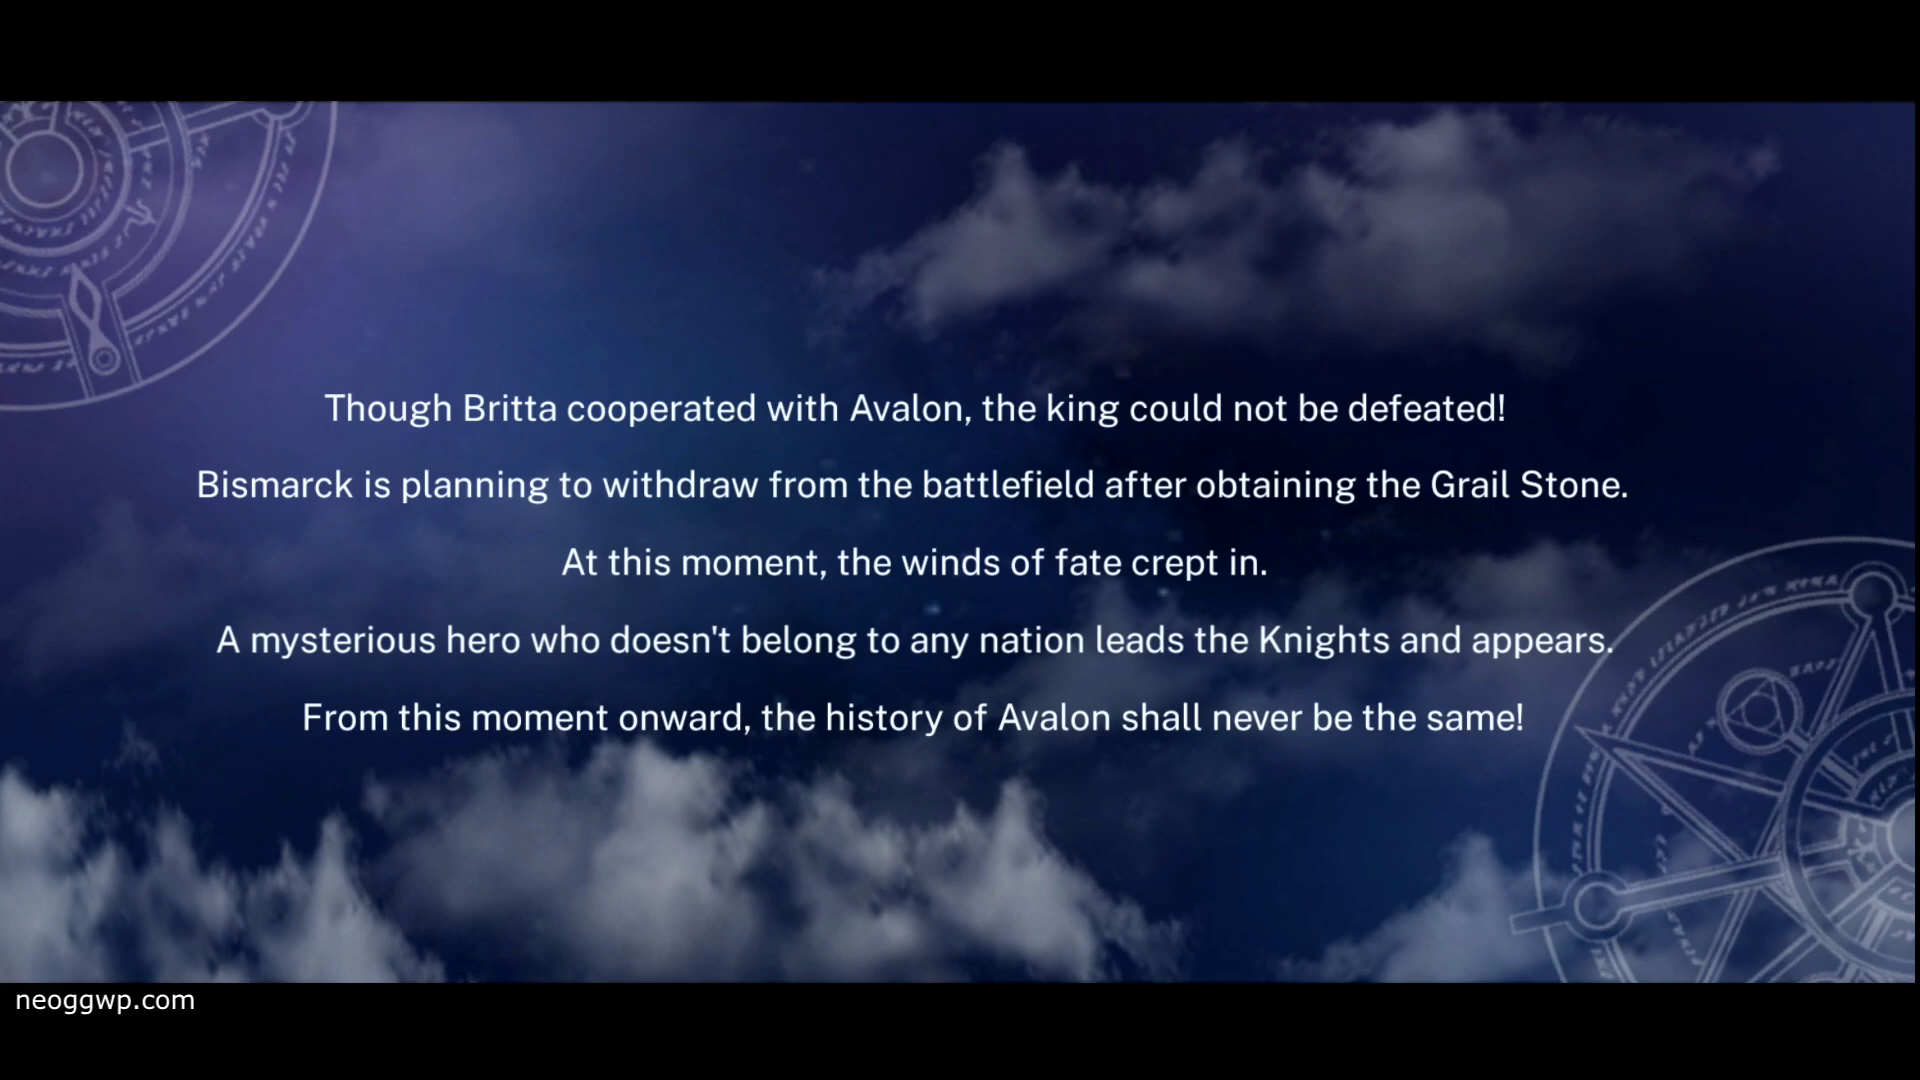 Though Britta cooperated with Avalon, the king could not be defeated!
Bismarck is planning to withdraw from the battlefield after obtaining the Grail Stone.
At this moment, the winds of fate crept in.
A mysterious hero who doesn't belong to any nation leads the Knights and appears.
From this moment onward, the history of Avalon shall never be the same!
neoggwp.com